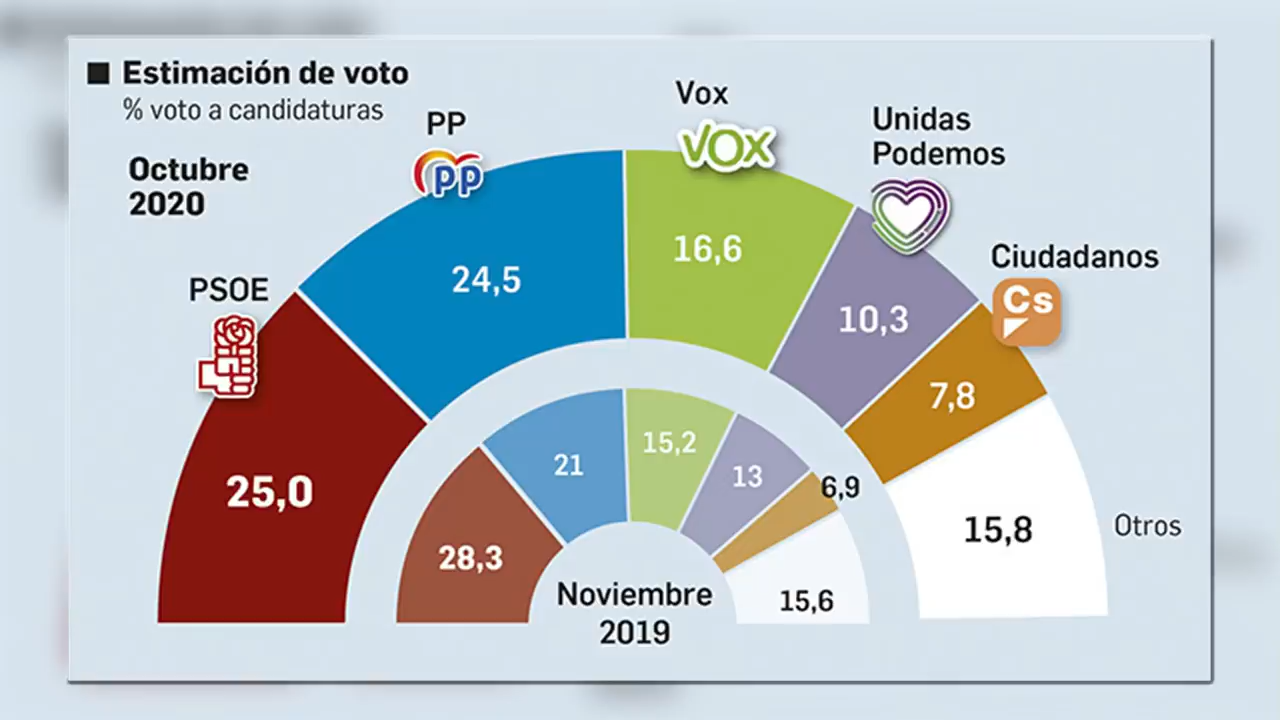 Estimación de voto
% voto a candidaturas
Octubre
2020
PSOE
PP
pp
Vox
VOX
Unidas
Podemos
Ciudadanos
Cs
25,0
24,5
16,6
10,3
7,8
15,8
Otros
28,3
21
15,2
13
6,9
15,6
Noviembre
2019